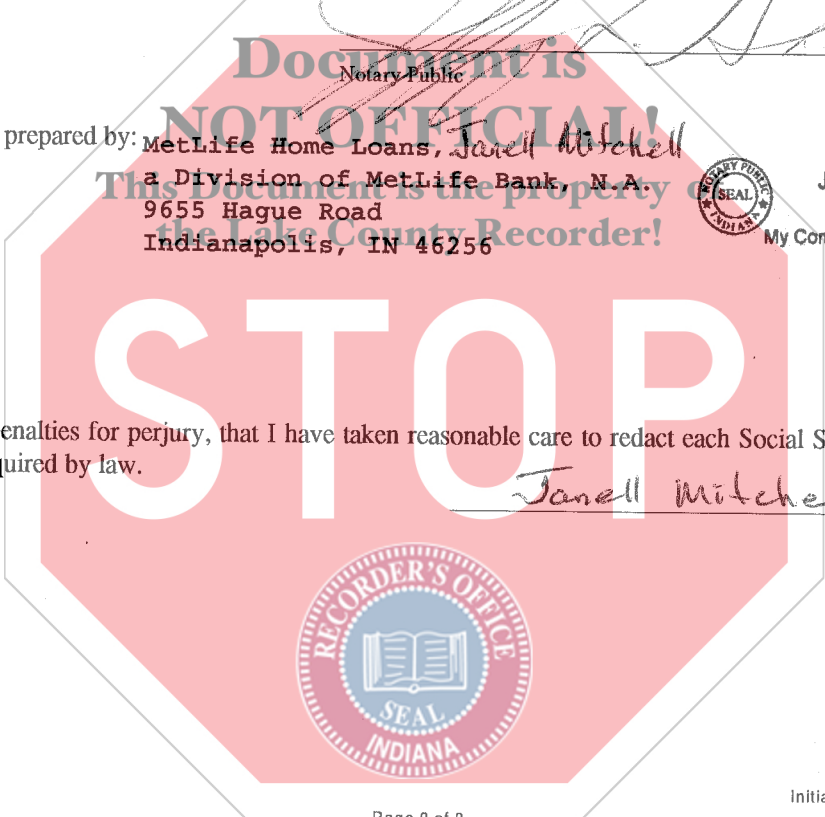 Document is
Notary Public
NOT OFFICIAL!
prepared by: MetLife Home Loans, Janell Mitchell
This Document is the property
a Division of MetLife Bank, N.A.
NOTARY PUBLIC
SEAL
INDIANA
9655 Hague Road
the Lake County Recorder!
Indianapolis, IN 46256
My Com
STOP
enalties for perjury, that I have taken reasonable care to redact each Social S
quired by law.
Janell Mitche
RECORDER'S OFFICE
SEAL
INDIANA
Initia